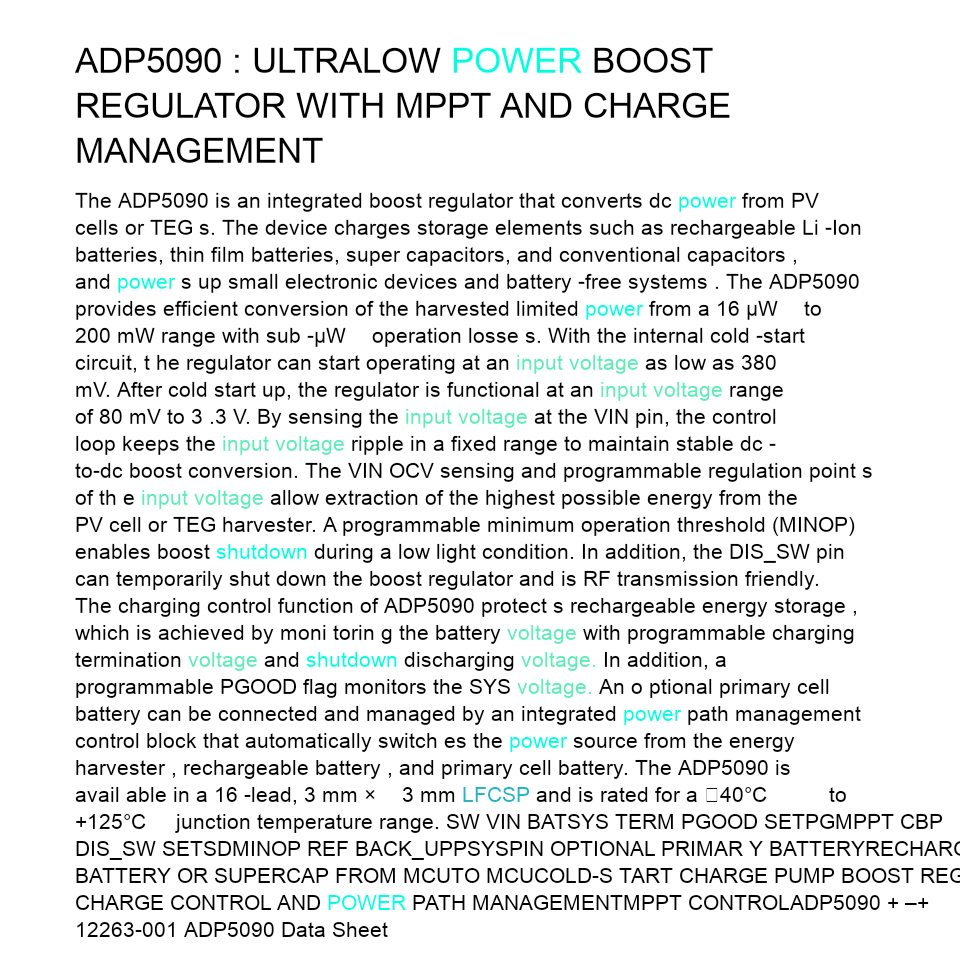 ADP5090 : ULTRALOW POWER BOOST
REGULATOR WITH MPPT AND CHARGE
MANAGEMENT
The ADP5090 is an integrated boost regulator that converts dc power from PV
cells or TEG s. The device charges storage elements such as rechargeable Li -Ion
batteries, thin film batteries, super capacitors, and conventional capacitors ,
and power s up small electronic devices and battery -free systems . The ADP5090
provides efficient conversion of the harvested limited power from a 16 μW to
200 mW range with sub -μW operation losse s. With the internal cold -start
circuit, t he regulator can start operating at an input voltage as low as 380
mV. After cold start up, the regulator is functional at an input voltage range
of 80 mV to 3 .3 V. By sensing the input voltage at the VIN pin, the control
loop keeps the input voltage ripple in a fixed range to maintain stable dc -
to-dc boost conversion. The VIN OCV sensing and programmable regulation point s
of th e input voltage allow extraction of the highest possible energy from the
PV cell or TEG harvester. A programmable minimum operation threshold (MINOP)
enables boost shutdown during a low light condition. In addition, the DIS_SW pin
can temporarily shut down the boost regulator and is RF transmission friendly.
The charging control function of ADP5090 protect s rechargeable energy storage ,
which is achieved by moni torin g the battery voltage with programmable charging
termination voltage and shutdown discharging voltage. In addition, a
programmable PGOOD flag monitors the SYS voltage. An o ptional primary cell
battery can be connected and managed by an integrated power path management
control block that automatically switch es the power source from the energy
harvester , rechargeable battery , and primary cell battery. The ADP5090 is
avail able in a 16 -lead, 3 mm × 3 mm LFCSP and is rated for a □40°C to
+125°C junction temperature range. SW VIN BATSYS TERM PGOOD SETPGMPPT CBP
DIS_SW SETSDMINOP REF BACK_UPPSYSPIN OPTIONAL PRIMAR Y BATTERYRECHARG
BATTERY OR SUPERCAP FROM MCUTO MCUCOLD-S TART CHARGE PUMP BOOST REG
CHARGE CONTROL AND POWER PATH MANAGEMENTMPPT CONTROLADP5090 + –+
12263-001 ADP5090 Data Sheet